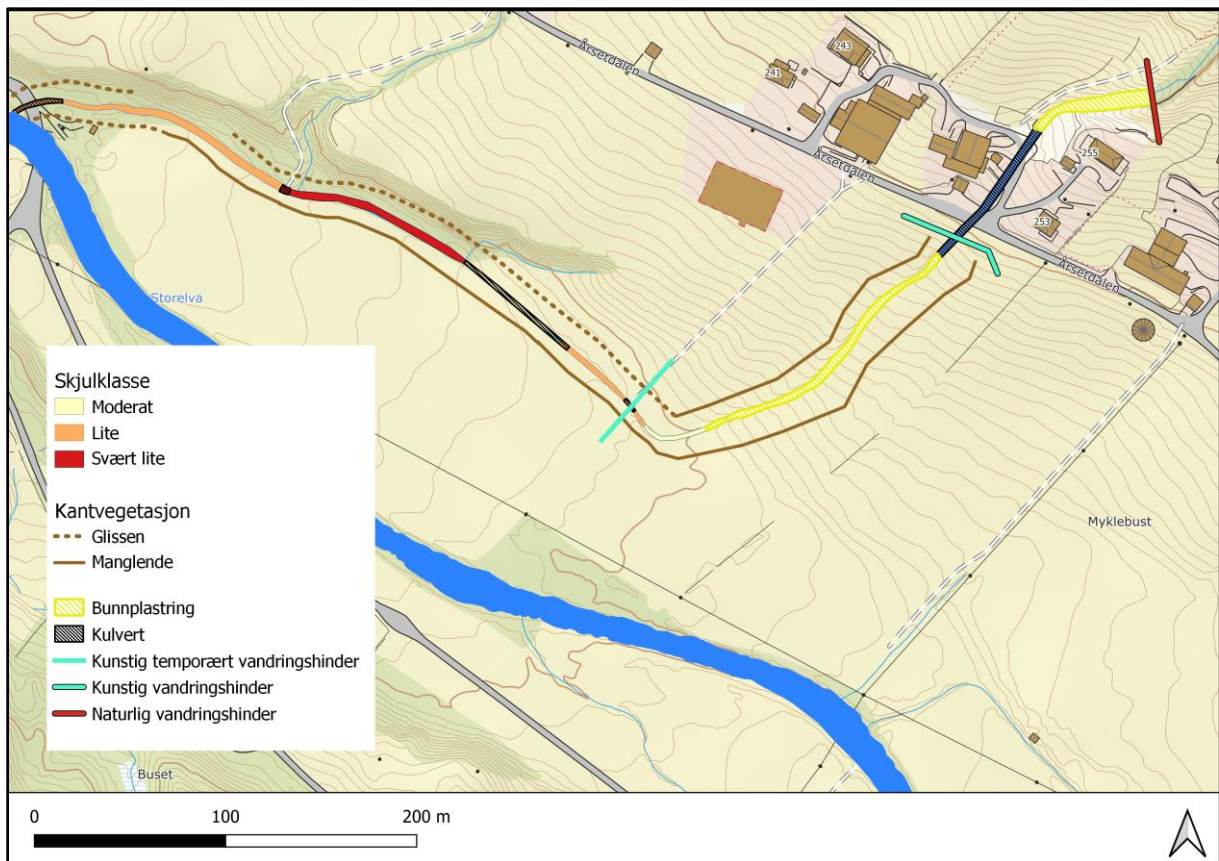 Årsetdalen
241
243
Årsetdalen
255
253
Årsetdalen
Storelva
Myklebust
Buset
Skjulklasse
Moderat
Lite
Svært lite
Kantvegetasjon
Glissen
Manglende
Bunnplastring
Kulvert
Kunstig temporært vandringshinder
Kunstig vandringshinder
Naturlig vandringshinder
0 100 200 m